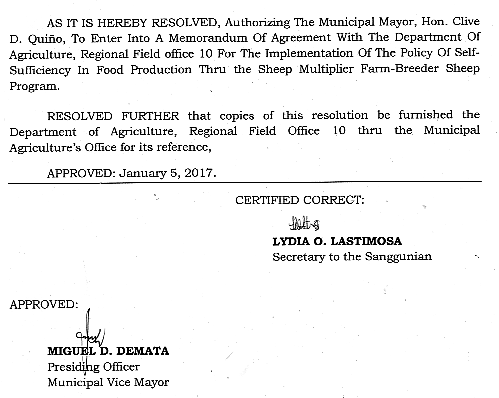 AS IT IS HEREBY RESOLVED, Authorizing The Municipal Mayor, Hon. Clive
D. Quiño, To Enter Into A Memorandum Of Agreement With The Department Of
Agriculture, Regional Field office 10 For The Implementation Of The Policy Of Self-
Sufficiency In Food Production Thru the Sheep Multiplier Farm-Breeder Sheep
Program.
RESOLVED FURTHER that copies of this resolution be furnished the
Department of Agriculture, Regional Field Office 10 thru the Municipal
Agriculture's Office for its reference,
APPROVED: January 5, 2017.
CERTIFIED CORRECT:
LYDIA O. LASTIMOSA
Secretary to the Sanggunian
APPROVED:
MIGUEL D. DEMATA
Presiding Officer
Municipal Vice Mayor